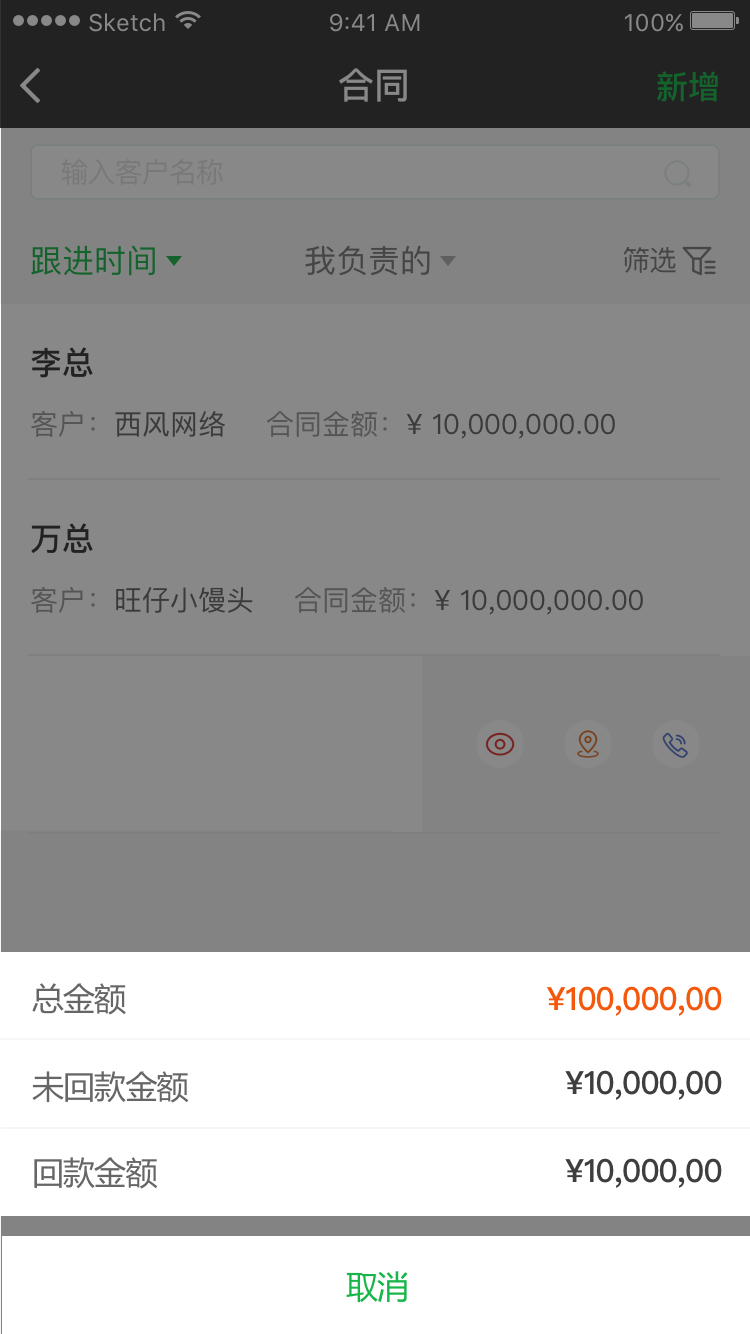 Sketch 9:41 AM 100%
合同 新增
输入客户名称
跟进时间 我负责的 筛选
李总
客户： 西风网络 合同金额： ¥ 10,000,000.00
万总
客户： 旺仔小馒头 合同金额： ¥ 10,000,000.00
总金额 ¥100,000,00
未回款金额 ¥10,000,00
回款金额 ¥10,000,00
取消